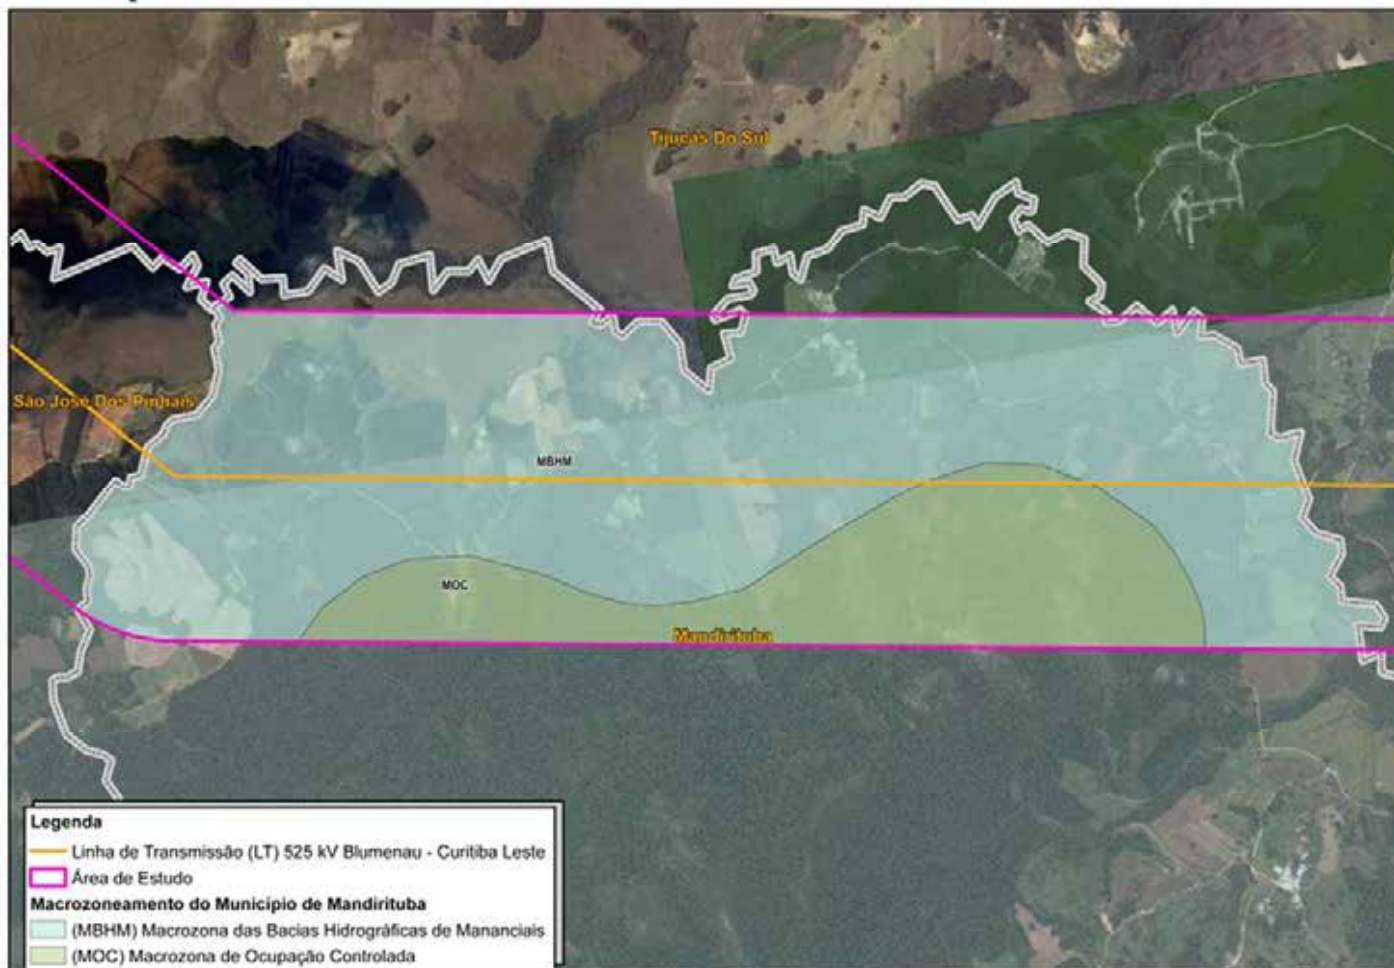 Tijucas Do Sul
São José Dos Pinhais
MBHM
MOC
Mandirituba
Legenda
Linha de Transmissão (LT) 525 kV Blumenau - Curitiba Leste
Área de Estudo
Macrozoneamento do Município de Mandirituba
(MBHM) Macrozona das Bacias Hidrográficas de Mananciais
(MOC) Macrozona de Ocupação Controlada